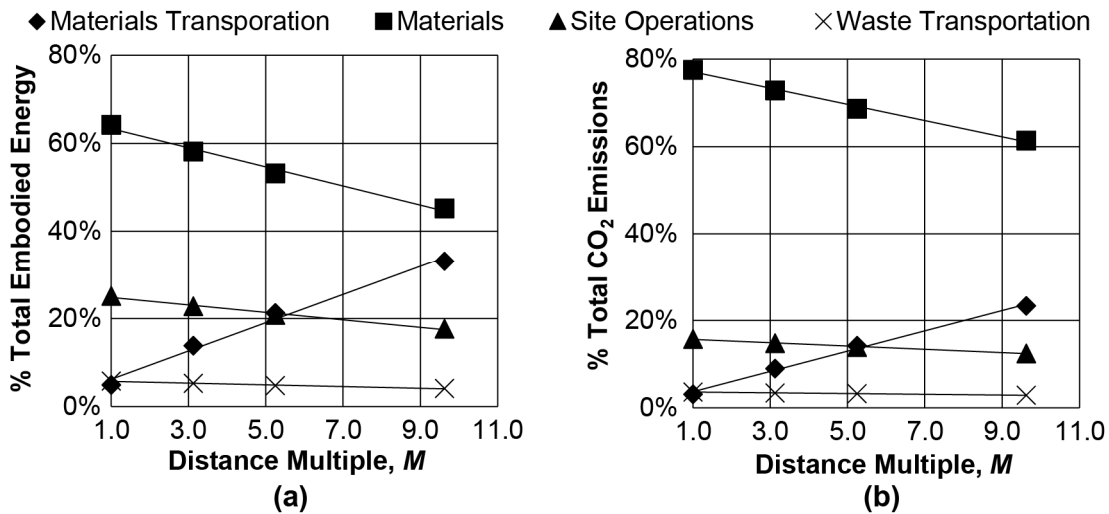 Materials Transporation Materials Site Operations Waste Transportation
% Total Embodied Energy
80%
60%
40%
20%
0%
1.0 3.0 5.0 7.0 9.0 11.0
Distance Multiple, M
(a)
% Total CO₂ Emissions
80%
60%
40%
20%
0%
1.0 3.0 5.0 7.0 9.0 11.0
Distance Multiple, M
(b)